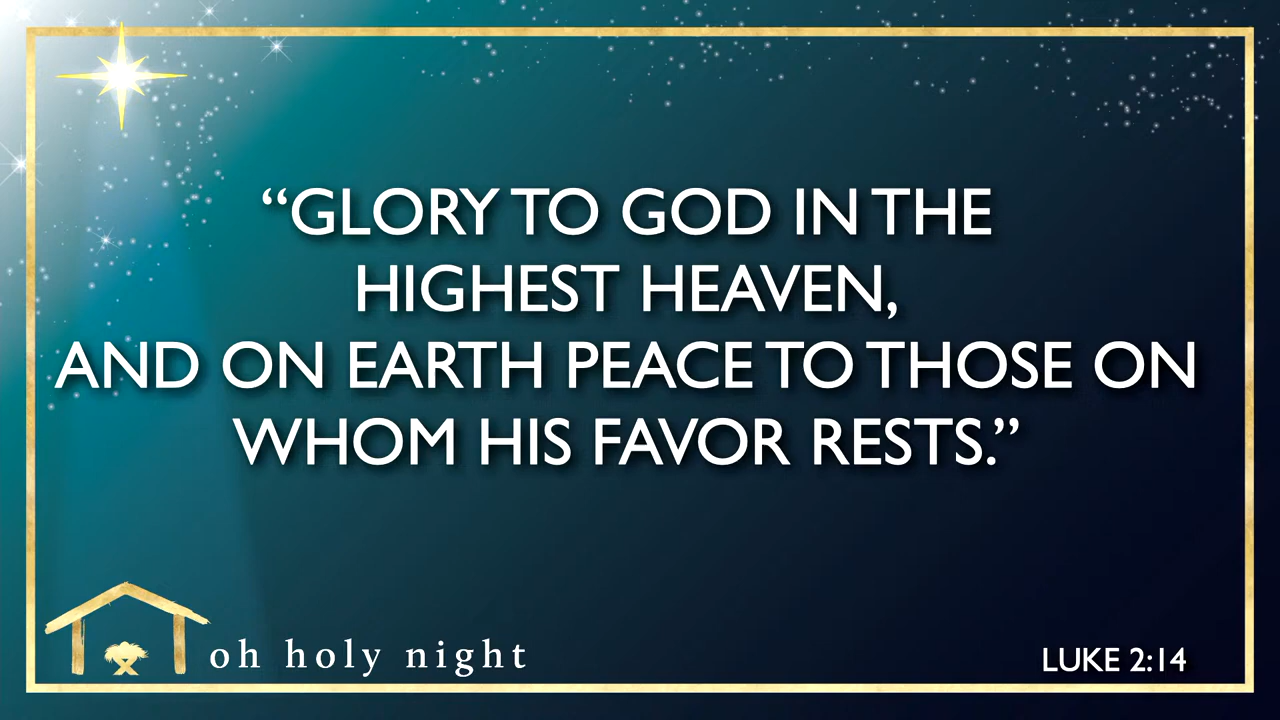 “GLORY TO GOD IN THE
HIGHEST HEAVEN,
AND ON EARTH PEACE TO THOSE ON
WHOM HIS FAVOR RESTS.”
oh holy night
LUKE 2:14